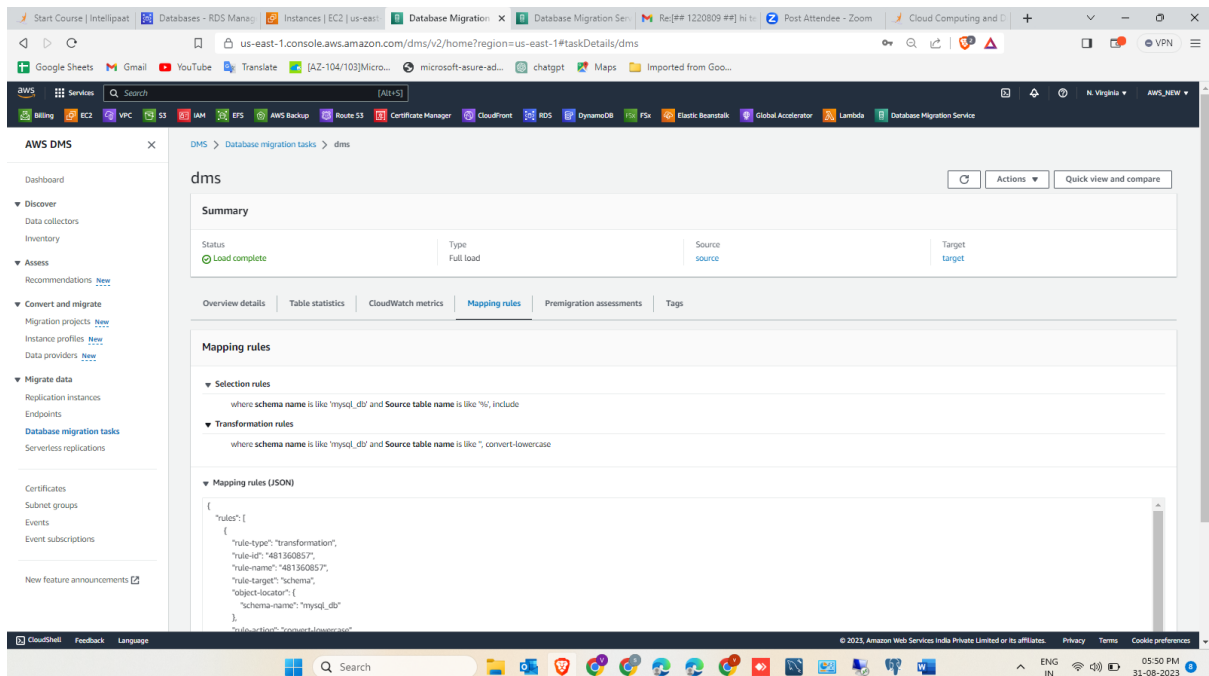 Start Course | Intellipaat
Databases - RDS Manag
Instances | EC2 | us-east
Database Migration
Database Migration Serv
Re:[## 1220809 ##] hi te
Post Attendee - Zoom
Cloud Computing and D
us-east-1.console.aws.amazon.com/dms/v2/home?region=us-east-1#taskDetails/dms
VPN
Google Sheets Gmail YouTube Translate [AZ-104/103]Micro... microsoft-asure-ad... chatgpt Maps Imported from Goo...
aws Services Search [Alt+S] N. Virginia AWS_NEW
Billing EC2 VPC S3 IAM EFS AWS Backup Route 53 Certificate Manager CloudFront RDS DynamoDB FSx FSx Elastic Beanstalk Global Accelerator Lambda Database Migration Service
AWS DMS
Dashboard
Discover
Data collectors
Inventory
Assess
Recommendations New
Convert and migrate
Migration projects New
Instance profiles New
Data providers New
Migrate data
Replication instances
Endpoints
Database migration tasks
Serverless replications
Certificates
Subnet groups
Events
Event subscriptions
New feature announcements
DMS > Database migration tasks > dms
dms
Actions
Quick view and compare
Summary
Status
Load complete
Type
Full load
Source
source
Target
target
Overview details Table statistics CloudWatch metrics Mapping rules Premigration assessments Tags
Mapping rules
Selection rules
where schema name is like 'mysql_db' and Source table name is like '%', include
Transformation rules
where schema name is like 'mysql_db' and Source table name is like '', convert-lowercase
Mapping rules (JSON)
{
"rules": [
{
"rule-type": "transformation",
"rule-id": "481360857",
"rule-name": "481360857",
"rule-target": "schema",
"object-locator": {
"schema-name": "mysql_db"
},
"rule-action": "convert-lowercase"
CloudShell Feedback Language © 2023, Amazon Web Services India Private Limited or its affiliates. Privacy Terms Cookie preferences
Search
ENG
IN
05:50 PM
31-08-2023
8